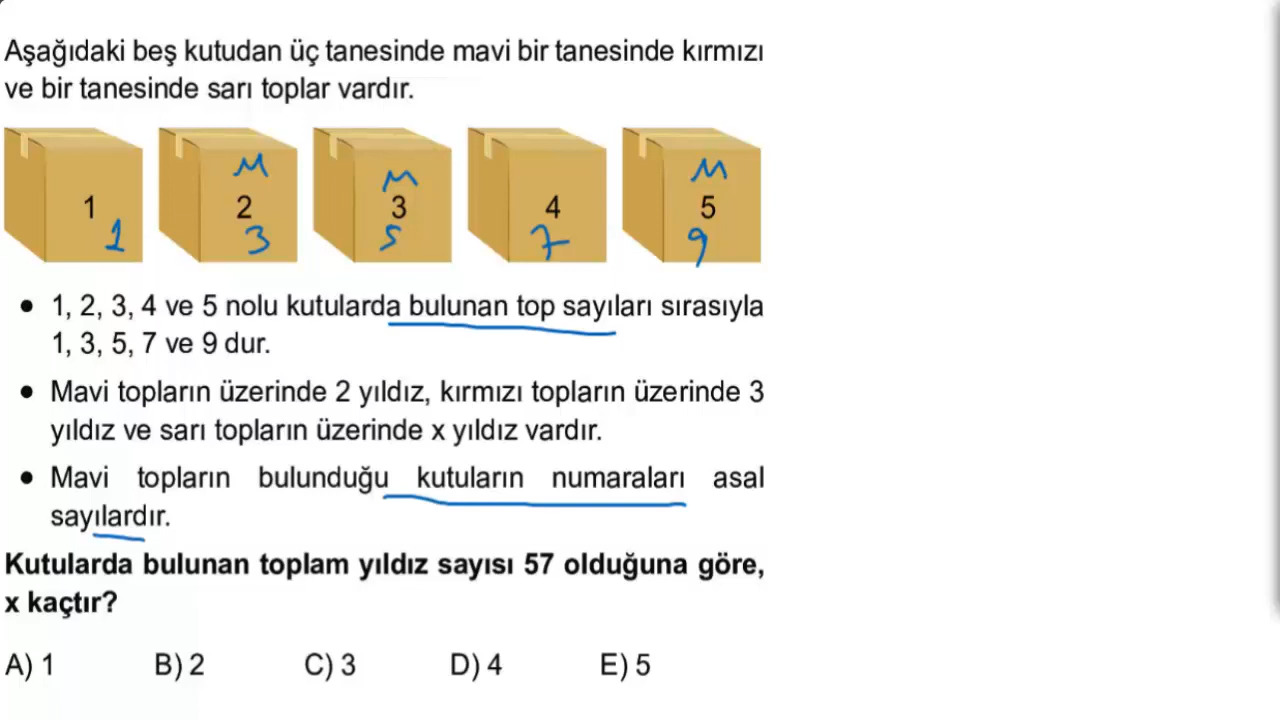 Aşağıdaki beş kutudan üç tanesinde mavi bir tanesinde kırmızı
ve bir tanesinde sarı toplar vardır.
M M M
1 2 3 4 5
1 3 5 7 9
• 1, 2, 3, 4 ve 5 nolu kutularda bulunan top sayıları sırasıyla
1, 3, 5, 7 ve 9 dur.
• Mavi topların üzerinde 2 yıldız, kırmızı topların üzerinde 3
yıldız ve sarı topların üzerinde x yıldız vardır.
• Mavi topların bulunduğu kutuların numaraları asal
sayılardır.
Kutularda bulunan toplam yıldız sayısı 57 olduğuna göre,
x kaçtır?
A) 1 B) 2 C) 3 D) 4 E) 5